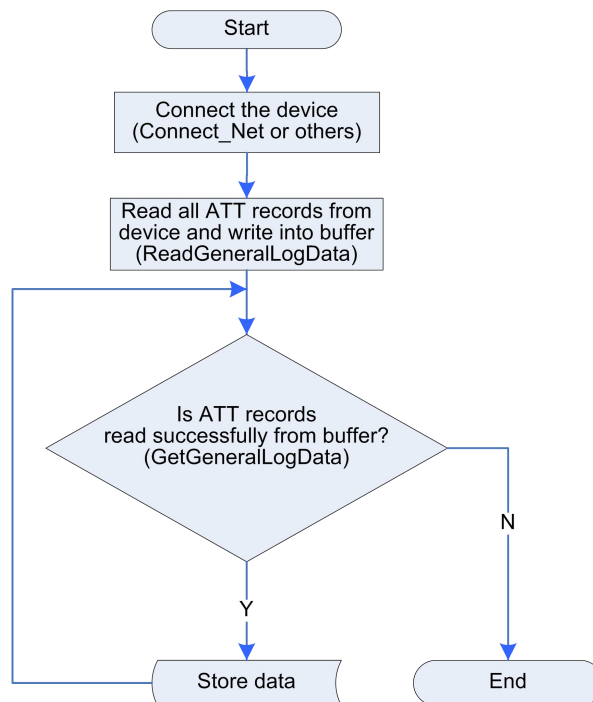 Start
Connect the device
(Connect_Net or others)
Read all ATT records from
device and write into buffer
(ReadGeneralLogData)
Is ATT records
read successfully from buffer?
(GetGeneralLogData)
N
Y
Store data
End